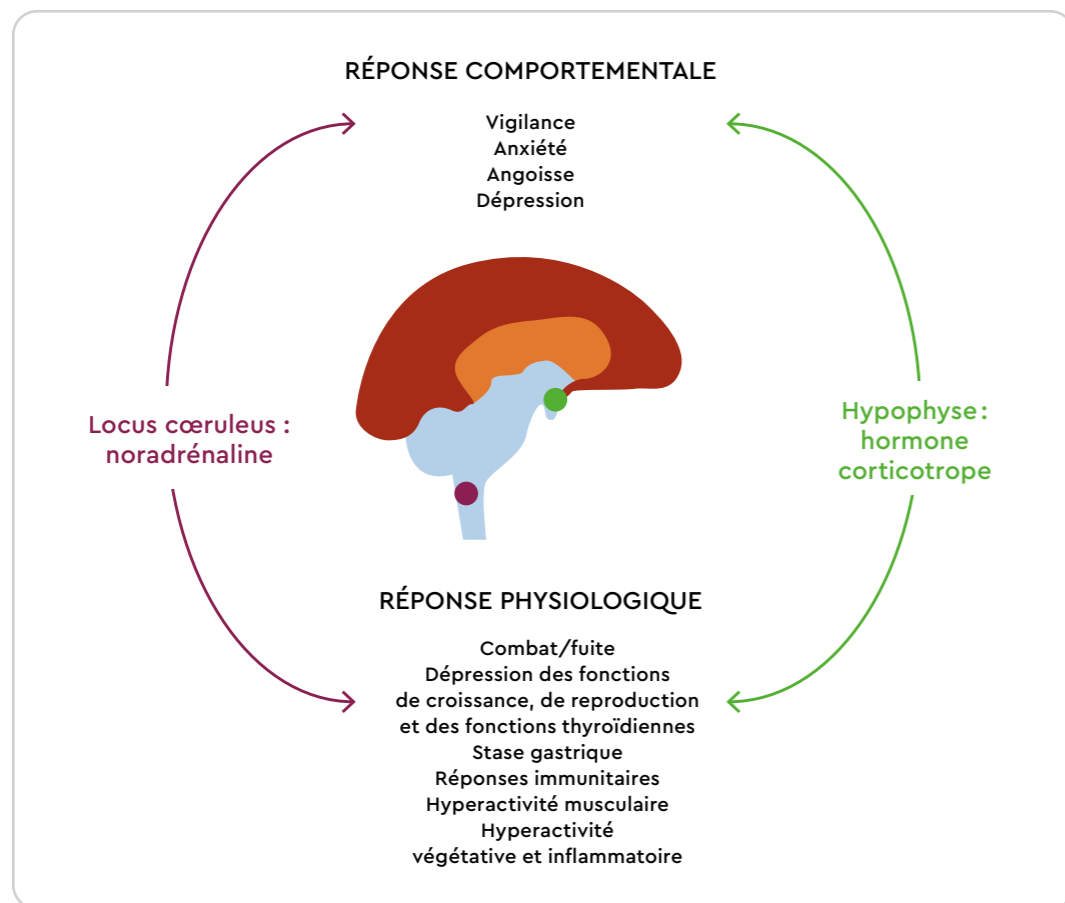 RÉPONSE COMPORTEMENTALE
Vigilance
Anxiété
Angoisse
Dépression
Locus cœruleus :
noradrénaline
Hypophyse :
hormone
corticotrope
RÉPONSE PHYSIOLOGIQUE
Combat/fuite
Dépression des fonctions
de croissance, de reproduction
et des fonctions thyroïdiennes
Stase gastrique
Réponses immunitaires
Hyperactivité musculaire
Hyperactivité
végétative et inflammatoire